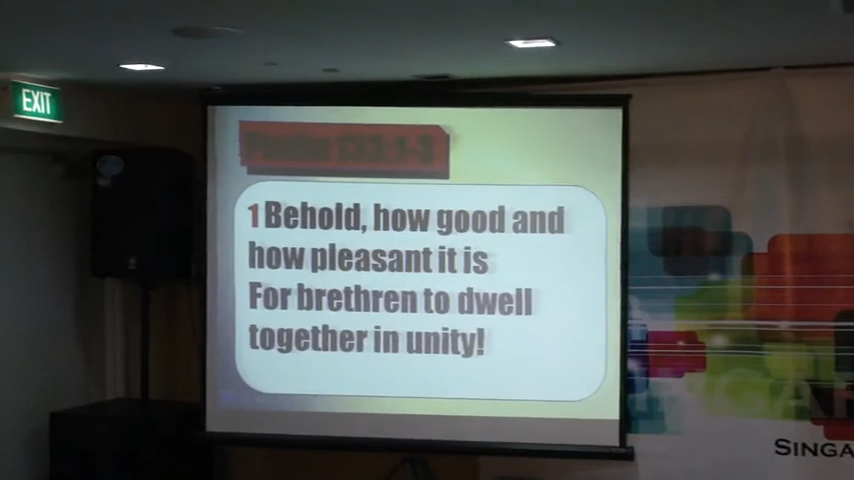 EXIT
Psalm 133:1-3
1 Behold, how good and
how pleasant it is
For brethren to dwell
together in unity!